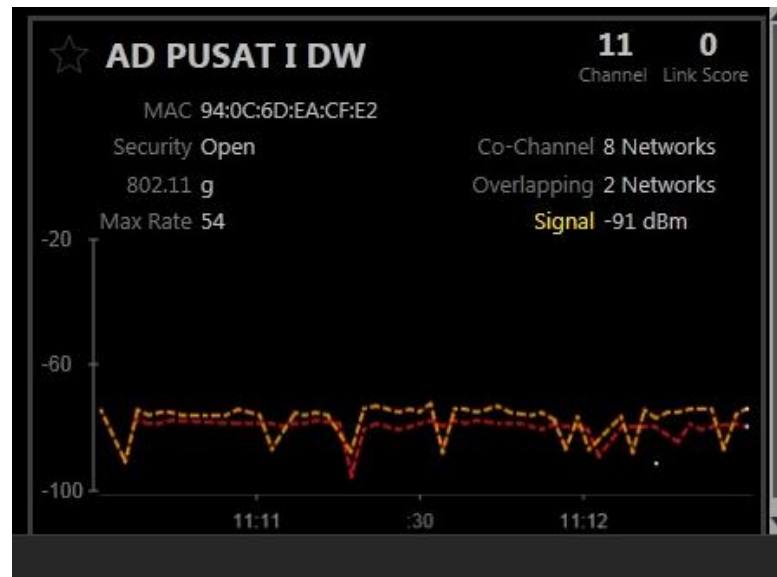 AD PUSAT I DW
11 0
Channel Link Score
MAC 94:0C:6D:EA:CF:E2
Security Open
Co-Channel 8 Networks
802.11 g
Overlapping 2 Networks
Max Rate 54
Signal -91 dBm
-20
-60
-100
11:11 :30 11:12